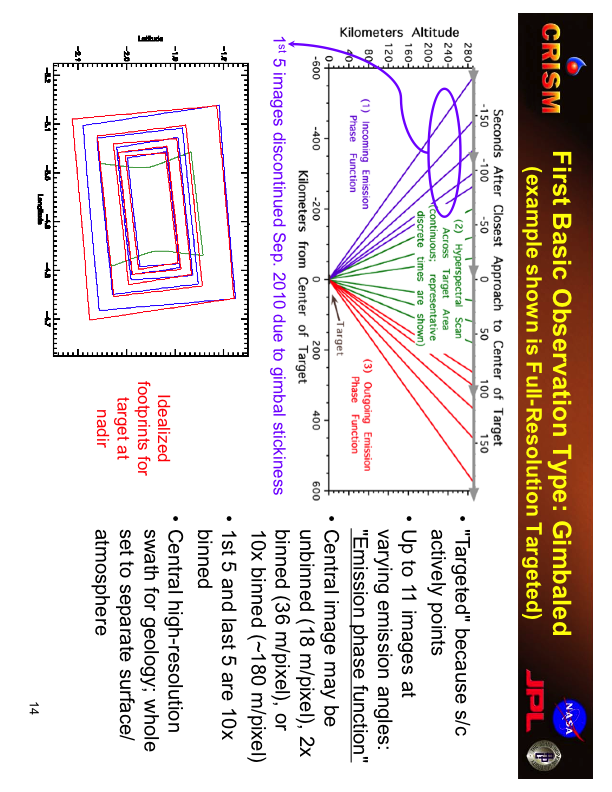 CRISM
First Basic Observation Type: Gimbaled
(example shown is Full-Resolution Targeted)
NASA
JPL
Seconds After Closest Approach to Center of Target
-150 -100 -50 0 50 100 150
Kilometers Altitude
280
240
200
160
120
80
40
0
(1) Incoming Emission
Phase Function
(2) Hyperspectral Scan
Across Target Area
(continuous; representative
discrete times are shown)
(3) Outgoing Emission
Phase Function
Target
-600 -400 -200 0 200 400 600
Kilometers from Center of Target
1st 5 images discontinued Sep. 2010 due to gimbal stickiness
Latitude
Longitude
Idealized
footprints for
target at
nadir
• "Targeted" because s/c
actively points
• Up to 11 images at
varying emission angles:
"Emission phase function"
• Central image may be
unbinned (18 m/pixel), 2x
binned (36 m/pixel), or
10x binned (~180 m/pixel)
• 1st 5 and last 5 are 10x
binned
• Central high-resolution
swath for geology; whole
set to separate surface/
atmosphere
14